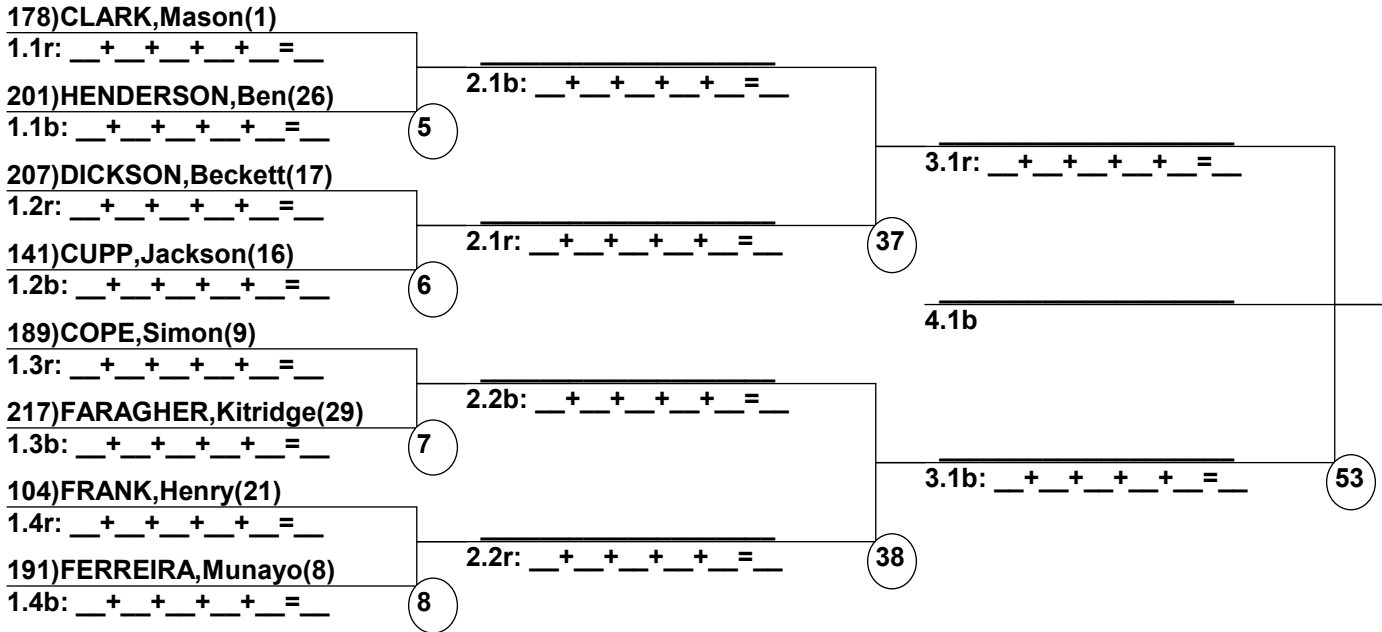 178)CLARK,Mason(1)
1.1r: __+__+__+__+__=__
201)HENDERSON,Ben(26)
1.1b: __+__+__+__+__=__
5
207)DICKSON,Beckett(17)
1.2r: __+__+__+__+__=__
141)CUPP,Jackson(16)
1.2b: __+__+__+__+__=__
6
189)COPE,Simon(9)
1.3r: __+__+__+__+__=__
217)FARAGHER,Kitridge(29)
1.3b: __+__+__+__+__=__
7
104)FRANK,Henry(21)
1.4r: __+__+__+__+__=__
191)FERREIRA,Munayo(8)
1.4b: __+__+__+__+__=__
8
2.1b: __+__+__+__+__=__
2.1r: __+__+__+__+__=__
37
2.2b: __+__+__+__+__=__
2.2r: __+__+__+__+__=__
38
3.1r: __+__+__+__+__=__
3.1b: __+__+__+__+__=__
53
4.1b